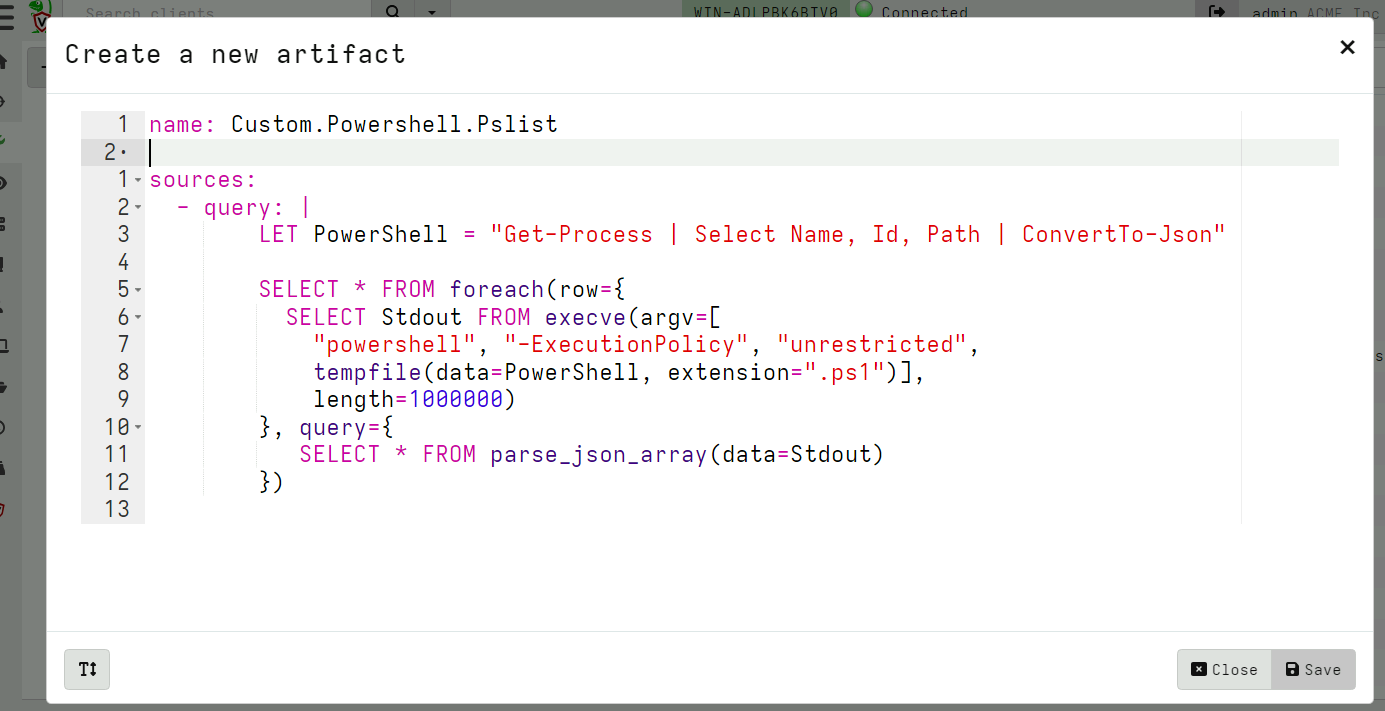 Search clients
WIN-ADLPBK6BTV0
Connected
admin ACME Inc
Create a new artifact
1 name: Custom.Powershell.Pslist
2·
1 sources:
2 - query: |
3 LET PowerShell = "Get-Process | Select Name, Id, Path | ConvertTo-Json"
4
5 SELECT * FROM foreach(row={
6 SELECT Stdout FROM execve(argv=[
7 "powershell", "-ExecutionPolicy", "unrestricted",
8 tempfile(data=PowerShell, extension=".ps1")],
9 length=1000000)
10 }, query={
11 SELECT * FROM parse_json_array(data=Stdout)
12 })
13
Close
Save